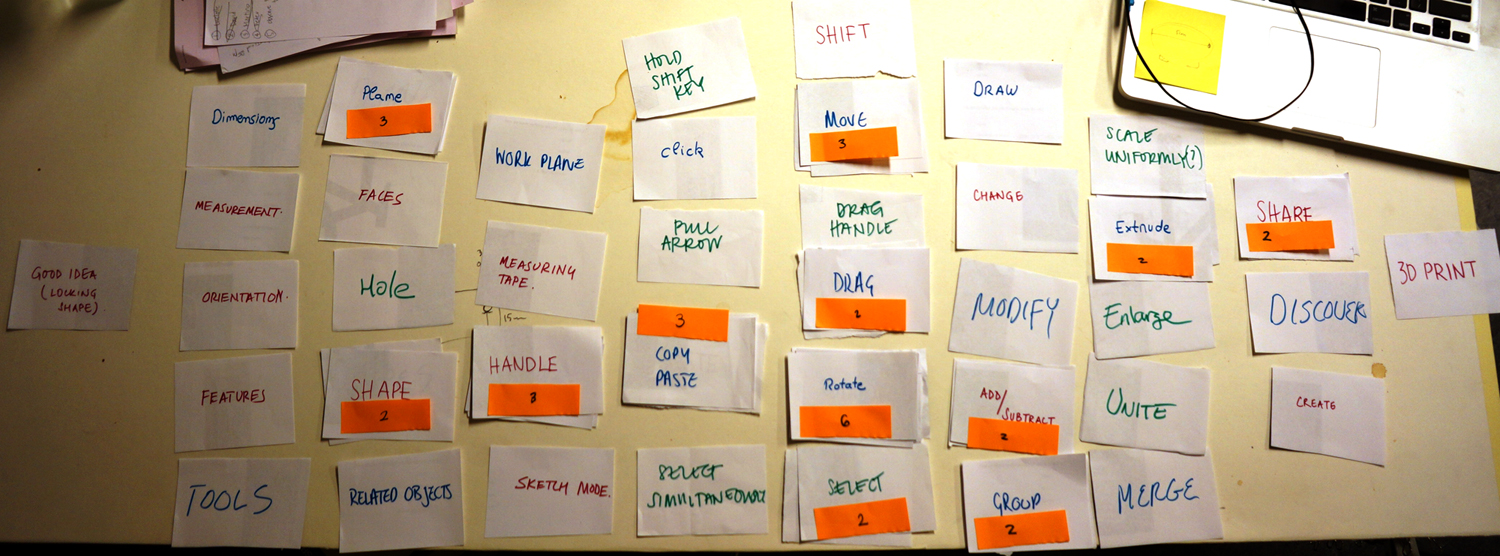 GOOD IDEA
(LOCKING
SHAPE)
Dimensions
MEASUREMENT.
ORIENTATION.
FEATURES
TOOLS
Plane
3
FACES
Hole
SHAPE
2
RELATED OBJECTS
WORK PLANE
MEASURING
TAPE.
HANDLE
3
SKETCH MODE.
HOLD
SHIFT
KEY
click
PULL
ARROW
3
COPY
PASTE
SELECT
SIMULTANEOUSLY
SHIFT
MOVE
3
DRAG
HANDLE
DRAG
2
Rotate
6
SELECT
2
DRAW
CHANGE
MODIFY
ADD/
SUBTRACT
2
GROUP
2
SCALE
UNIFORMLY(?)
Extrude
2
Enlarge
UNITE
MERGE
SHARE
2
DISCOVER
CREATE
3D PRINT